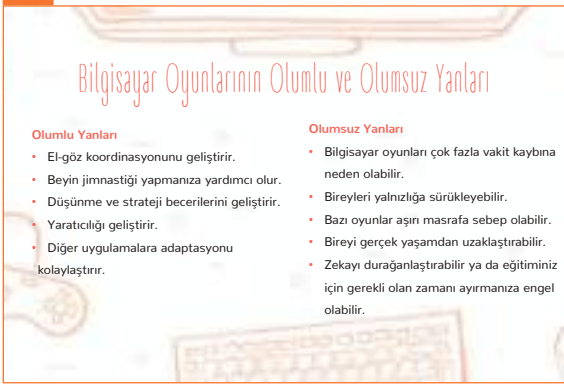 Bilgisayar Oyunlarının Olumlu ve Olumsuz Yanları
Olumlu Yanları
• El-göz koordinasyonunu geliştirir.
• Beyin jimnastiği yapmanıza yardımcı olur.
• Düşünme ve strateji becerilerini geliştirir.
• Yaratıcılığı geliştirir.
• Diğer uygulamalara adaptasyonu
kolaylaştırır.
Olumsuz Yanları
• Bilgisayar oyunları çok fazla vakit kaybına
neden olabilir.
• Bireyleri yalnızlığa sürükleyebilir.
• Bazı oyunlar aşırı masrafa sebep olabilir.
• Bireyi gerçek yaşamdan uzaklaştırabilir.
• Zekayı durağanlaştırabilir ya da eğitiminiz
için gerekli olan zamanı ayırmanıza engel
olabilir.